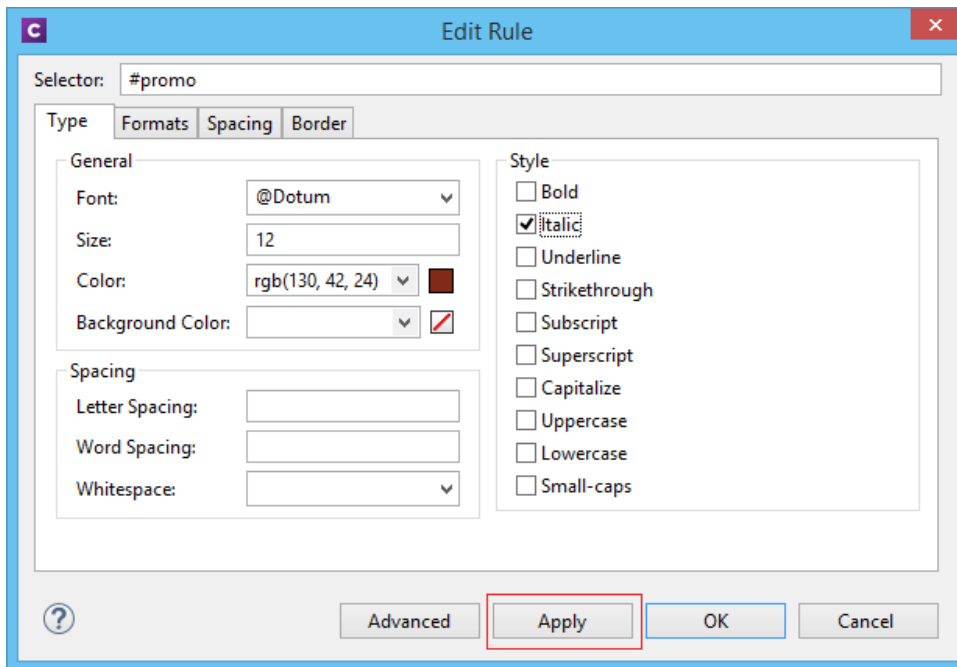 C
Edit Rule
Selector: #promo
Type Formats Spacing Border
General
Font: @Dotum
Size: 12
Color: rgb(130, 42, 24)
Background Color:
Spacing
Letter Spacing:
Word Spacing:
Whitespace:
Style
Bold
Italic
Underline
Strikethrough
Subscript
Superscript
Capitalize
Uppercase
Lowercase
Small-caps
? Advanced Apply OK Cancel